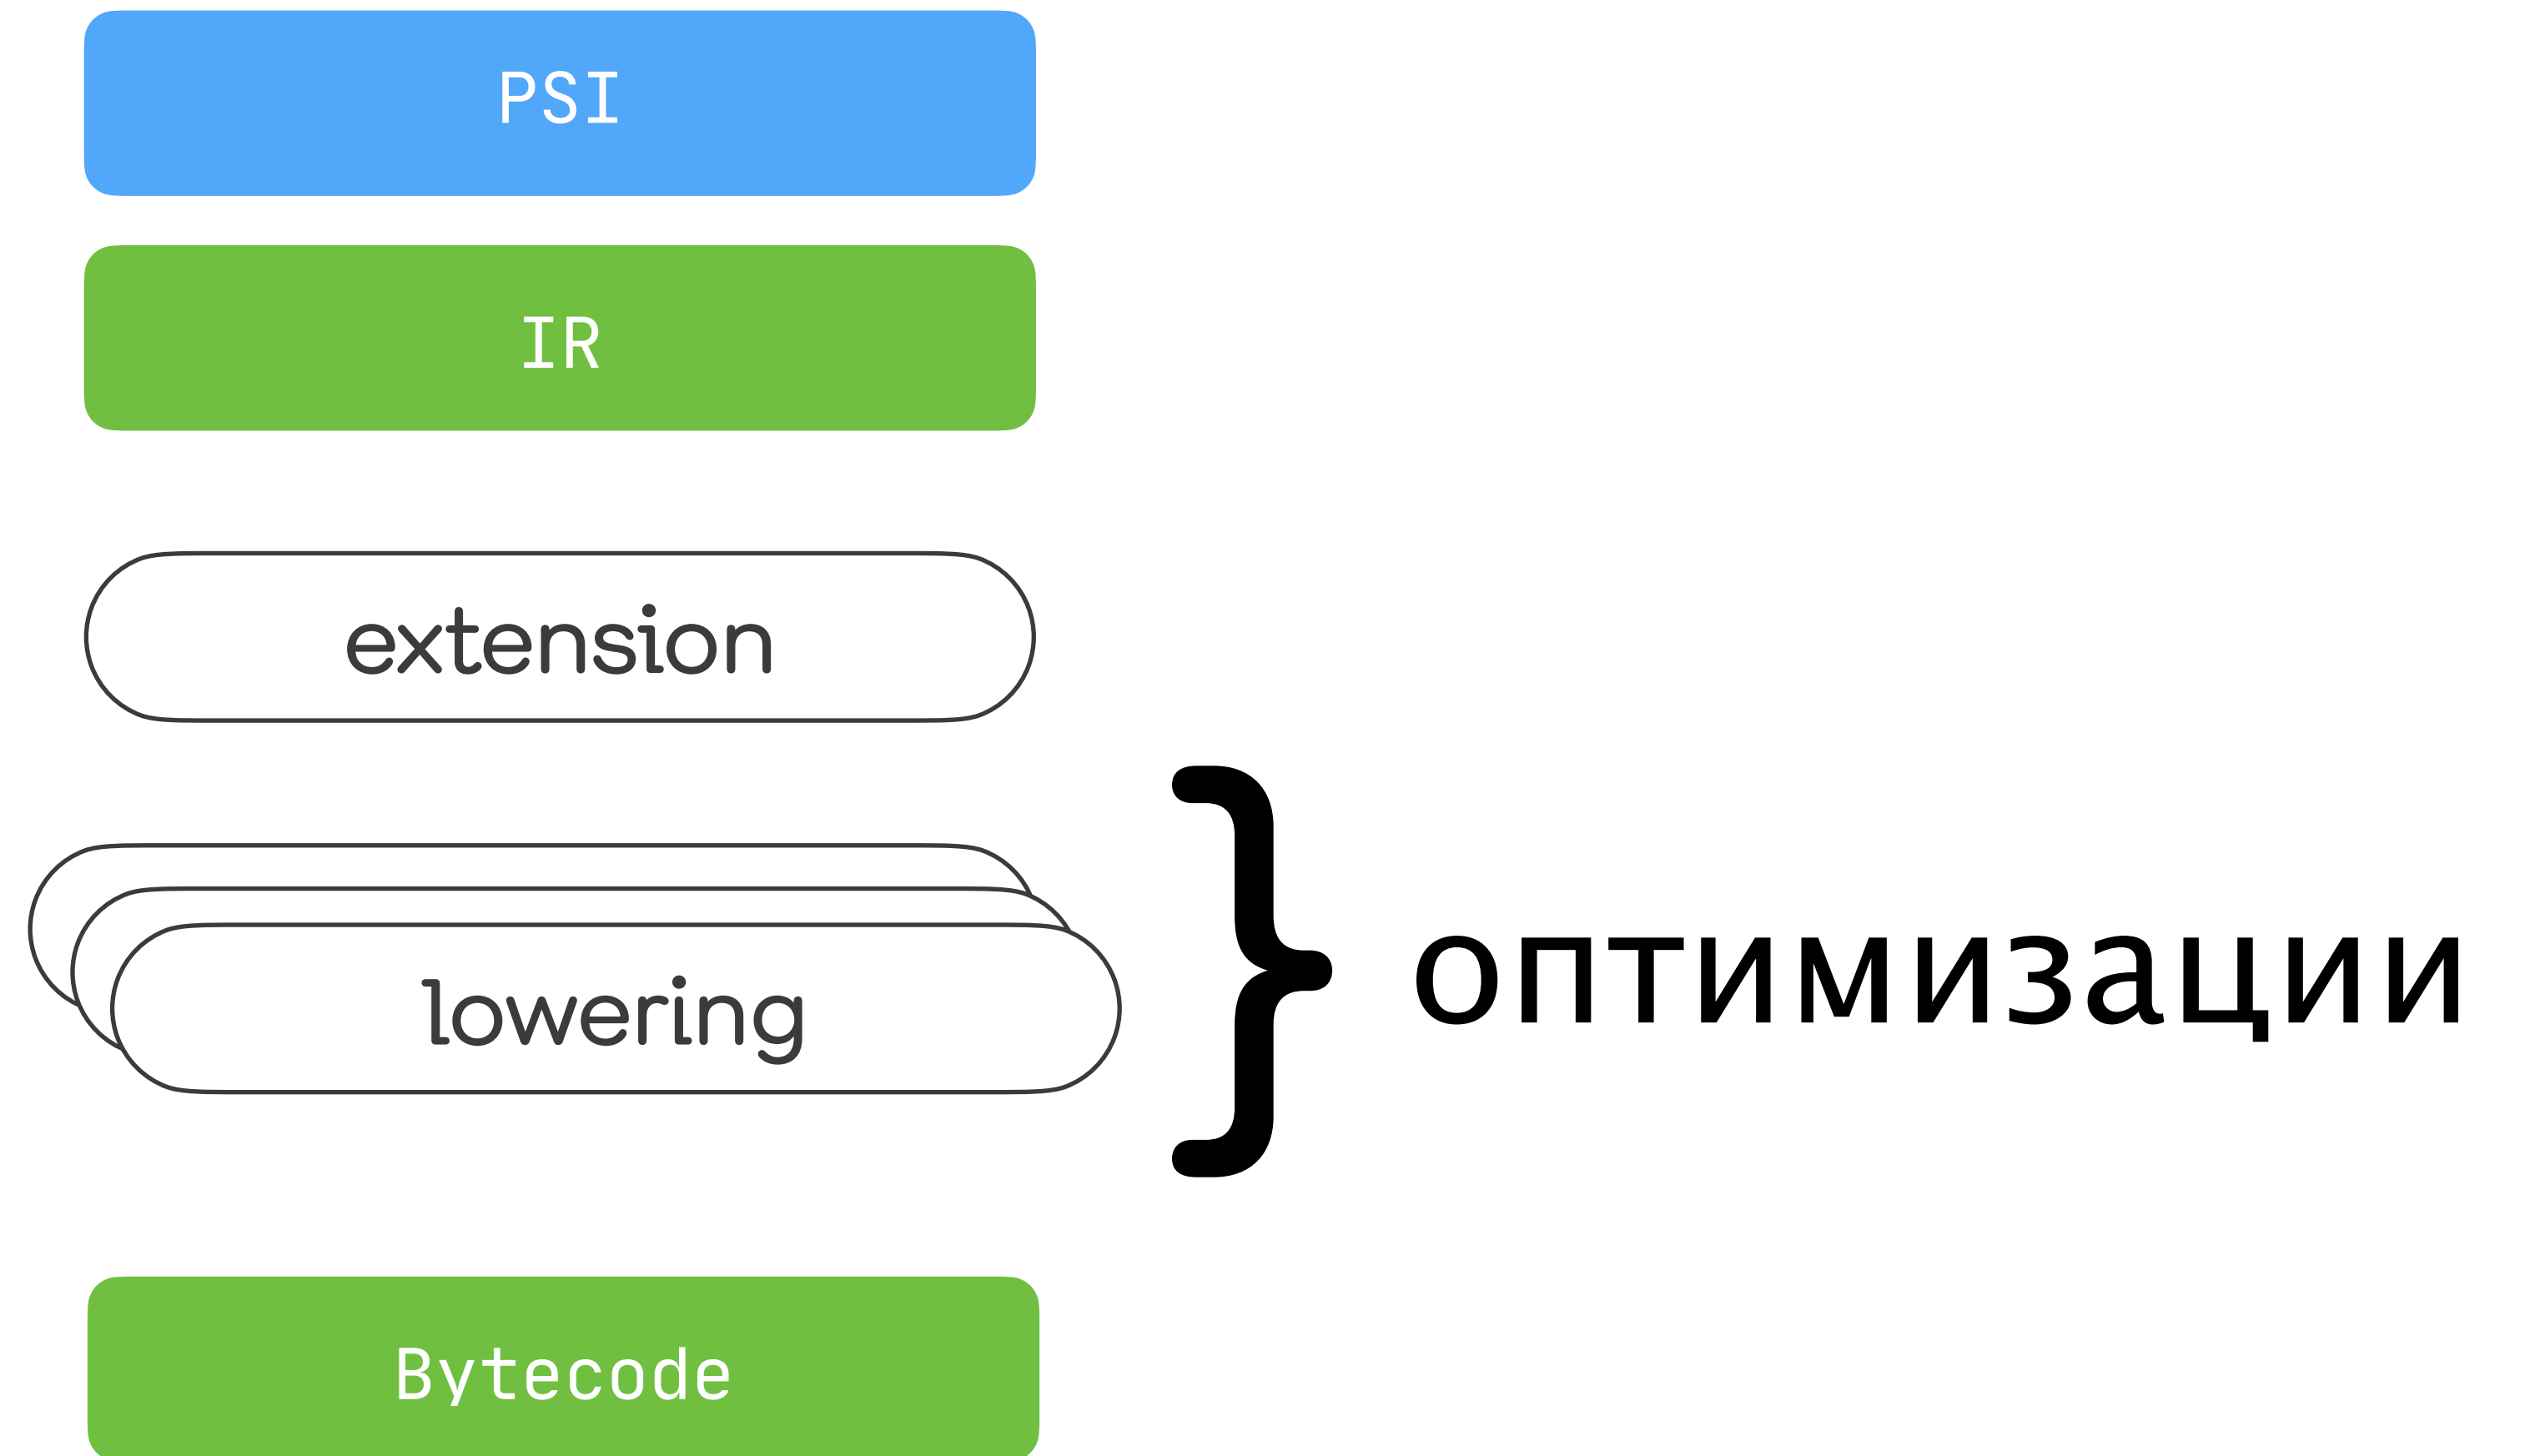 PSI
IR
extension
lowering
} оптимизации
Bytecode